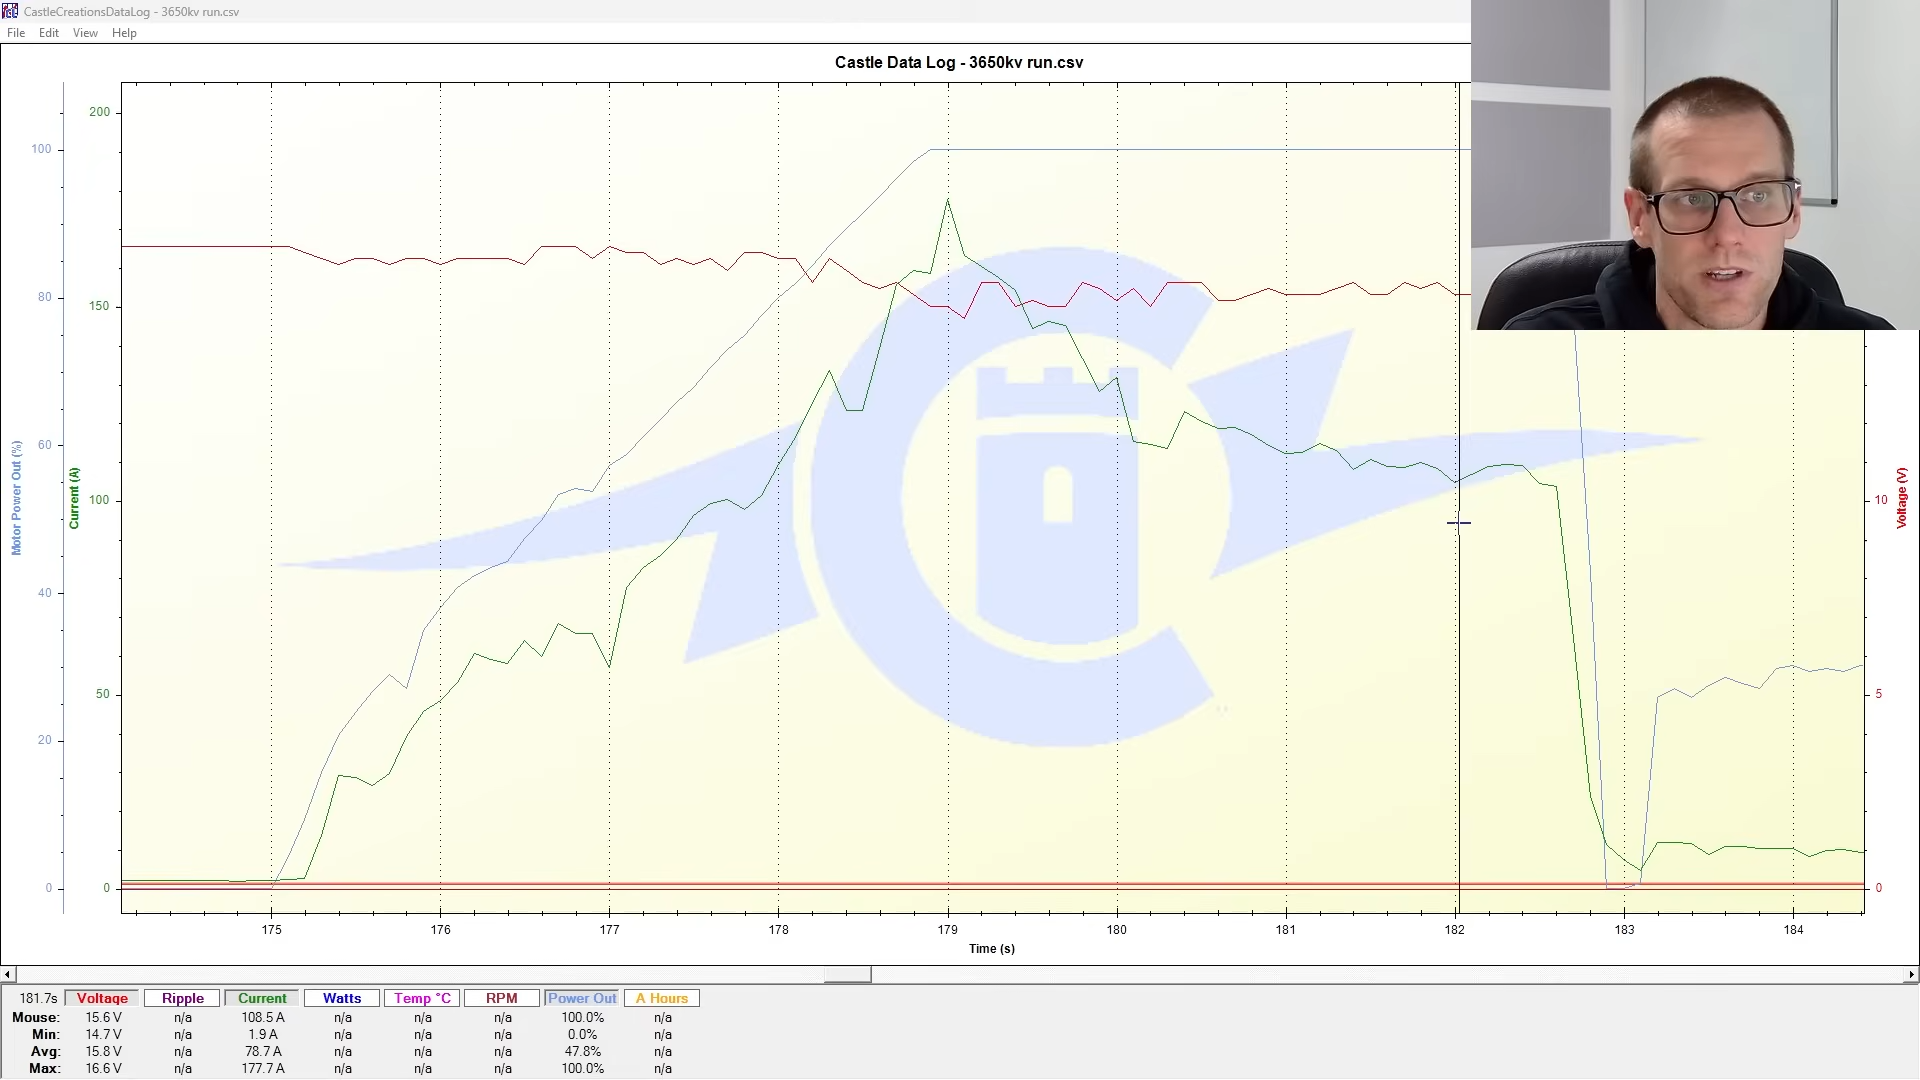 CastleCreationsDataLog - 3650kv run.csv
File Edit View Help
Castle Data Log - 3650kv run.csv
200
100
80
150
Motor Power Out (%)
60
Current (A)
100
10
Voltage (V)
40
50
5
20
0
0
0
175 176 177 178 179 180 181 182 183 184
Time (s)
181.7s Voltage Ripple Current Watts Temp °C RPM Power Out A Hours
Mouse: 15.6 V n/a 108.5 A n/a n/a n/a 100.0% n/a
Min: 14.7 V n/a 1.9 A n/a n/a n/a 0.0% n/a
Avg: 15.8 V n/a 78.7 A n/a n/a n/a 47.8% n/a
Max: 16.6 V n/a 177.7 A n/a n/a n/a 100.0% n/a